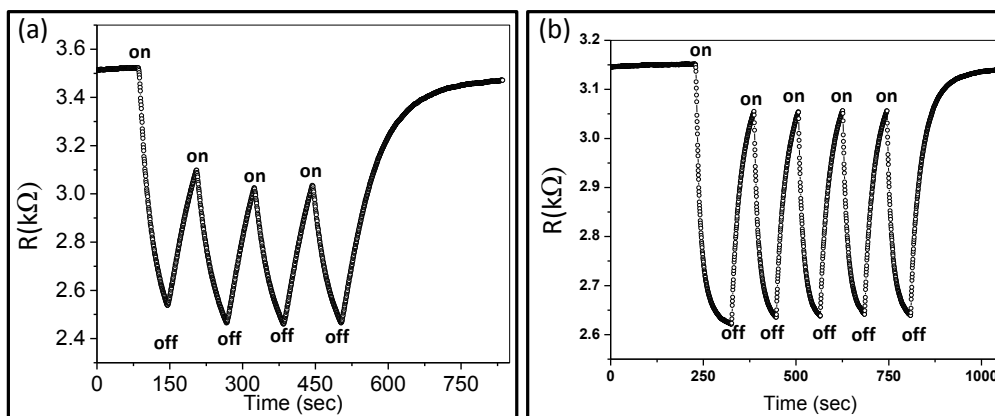 (a)
on
on
on
on
off
off
off
off
3.6
3.4
3.2
3.0
2.8
2.6
2.4
R(kΩ)
0
150
300
450
600
750
Time (sec)
(b)
on
on
on
on
on
off
off
off
off
off
3.2
3.1
3.0
2.9
2.8
2.7
2.6
R(kΩ)
0
250
500
750
1000
Time (sec)